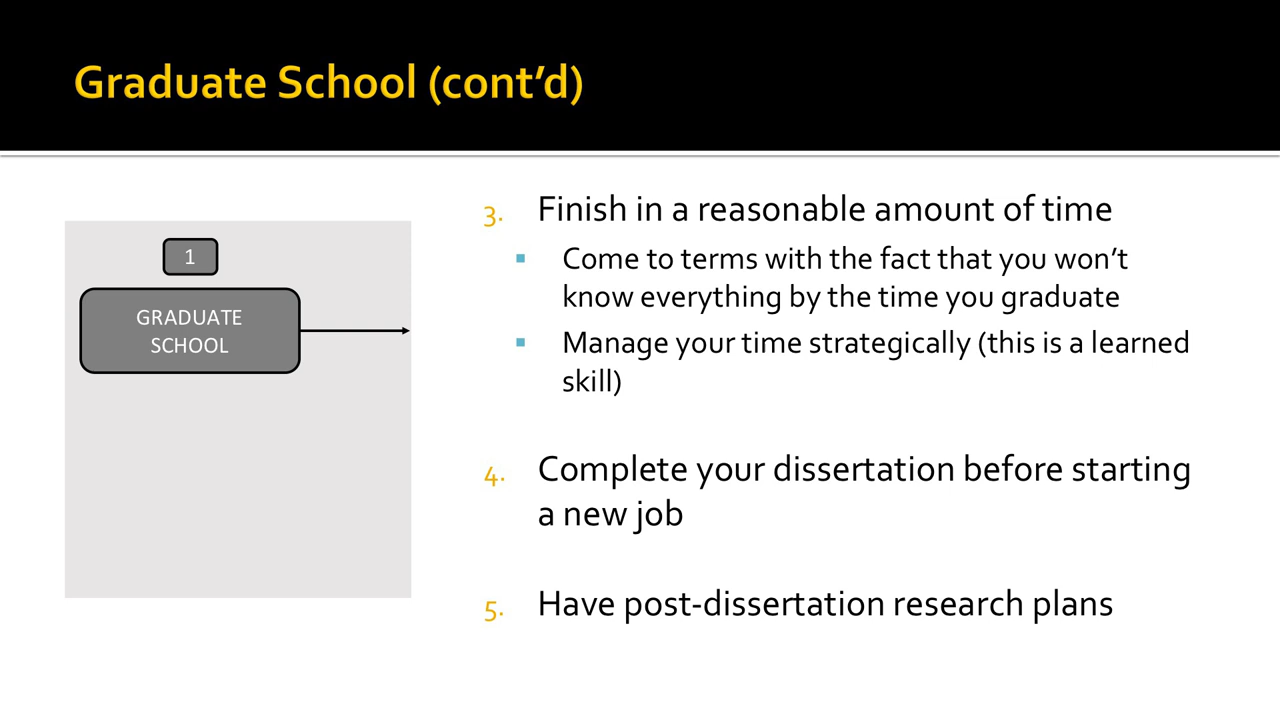 Graduate School (cont’d)
1
GRADUATE
SCHOOL
3. Finish in a reasonable amount of time
▪ Come to terms with the fact that you won’t
know everything by the time you graduate
▪ Manage your time strategically (this is a learned
skill)
4. Complete your dissertation before starting
a new job
5. Have post-dissertation research plans